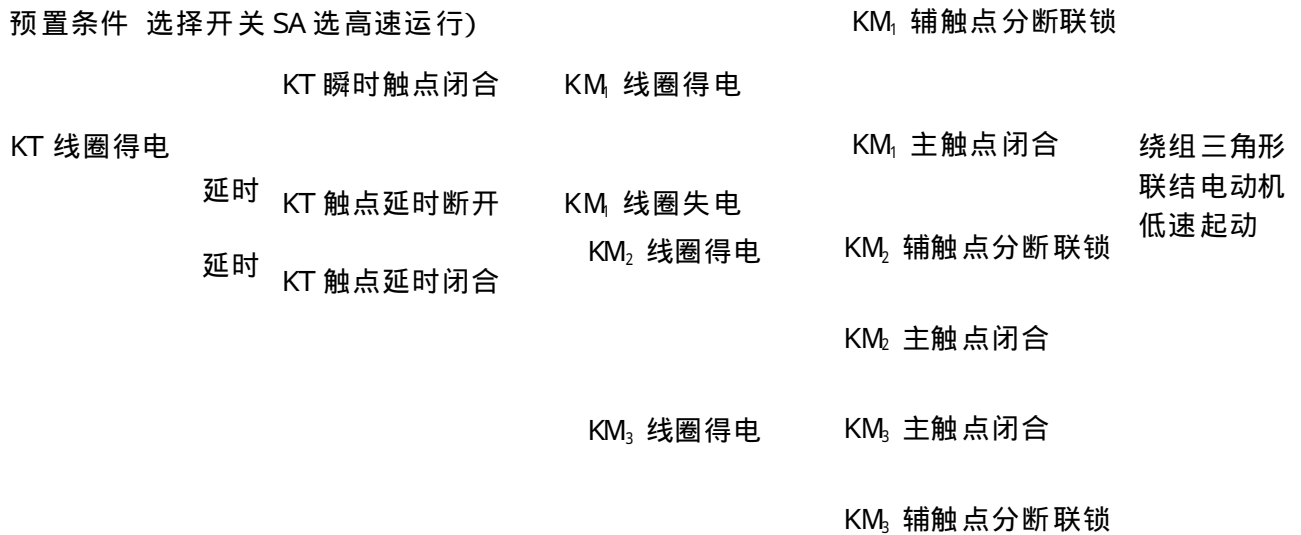 预置条件 选择开关 SA 选高速运行)
KM₁ 辅触点分断联锁
KT 瞬时触点闭合
KM₁ 线圈得电
KT 线圈得电
KM₁ 主触点闭合
绕组三角形
联结电动机
低速起动
延时
KT 触点延时断开
KM₁ 线圈失电
KM₂ 线圈得电
KM₂ 辅触点分断联锁
延时
KT 触点延时闭合
KM₂ 主触点闭合
KM₃ 线圈得电
KM₃ 主触点闭合
KM₃ 辅触点分断联锁